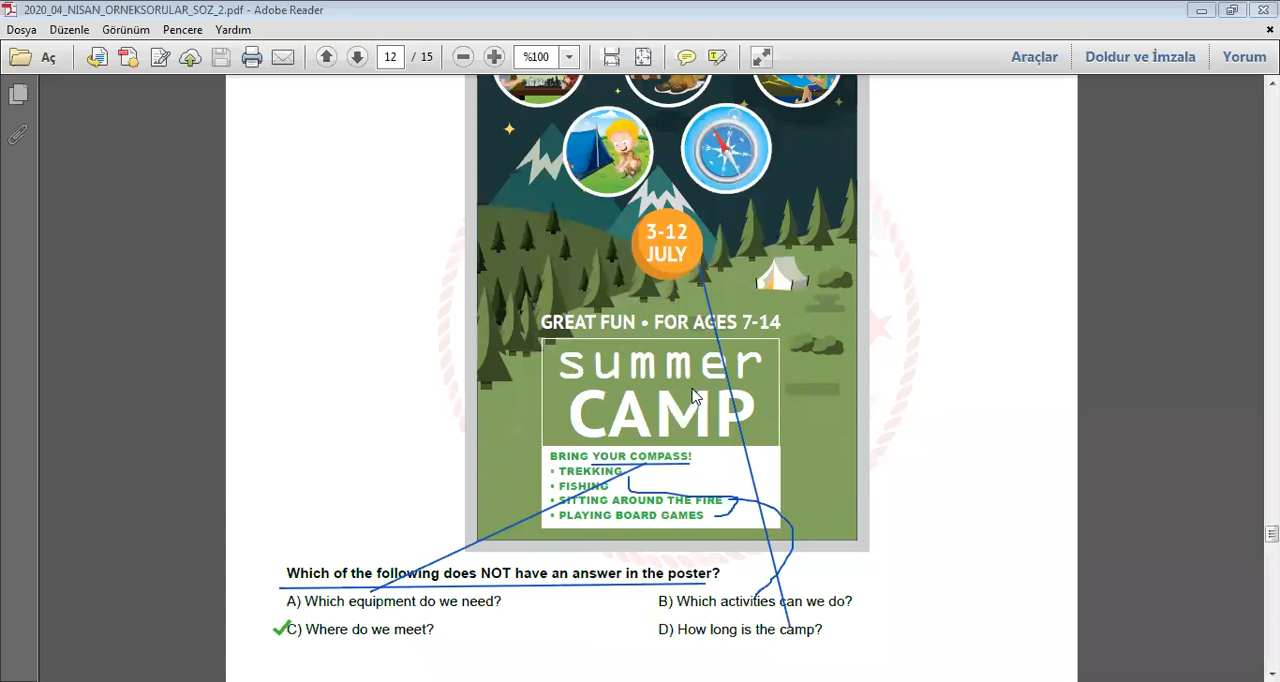 2020_04_NISAN_ORNEKSORULAR_SOZ_2.pdf - Adobe Reader
Dosya Düzenle Görünüm Pencere Yardım
Aç 12 / 15 %100 Araçlar Doldur ve İmzala Yorum
3-12
JULY
GREAT FUN • FOR AGES 7-14
summer
CAMP
BRING YOUR COMPASS!
• TREKKING
• FISHING
• SITTING AROUND THE FIRE
• PLAYING BOARD GAMES
Which of the following does NOT have an answer in the poster?
A) Which equipment do we need? B) Which activities can we do?
C) Where do we meet? D) How long is the camp?